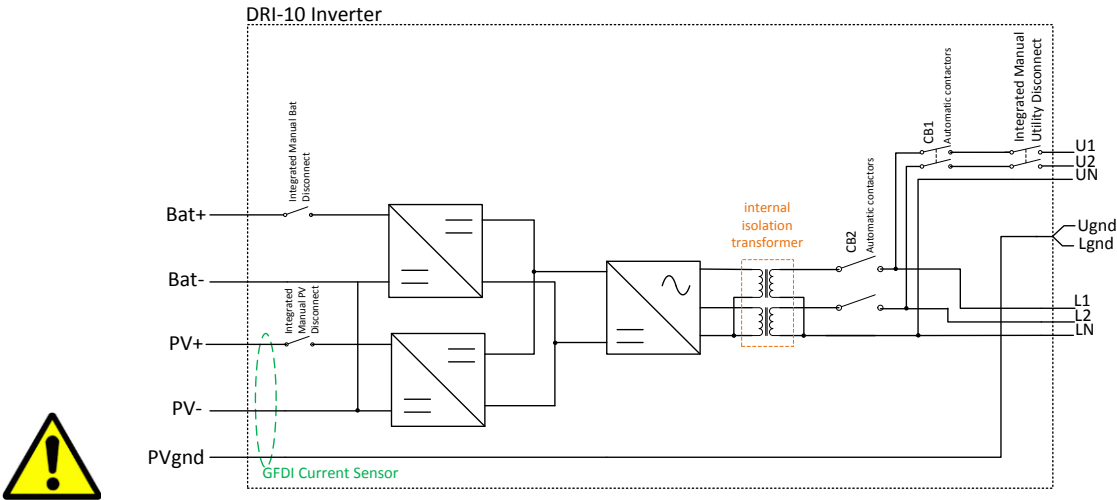 DRI-10 Inverter
Integrated Manual Bat
Disconnect
Bat+
Bat-
Integrated
Manual PV
Disconnect
PV+
PV-
PVgnd
GFDI Current Sensor
internal
isolation
transformer
CB2
Automatic contactors
CB1
Automatic contactors
Integrated Manual
Utility Disconnect
U1
U2
UN
Ugnd
Lgnd
L1
L2
LN